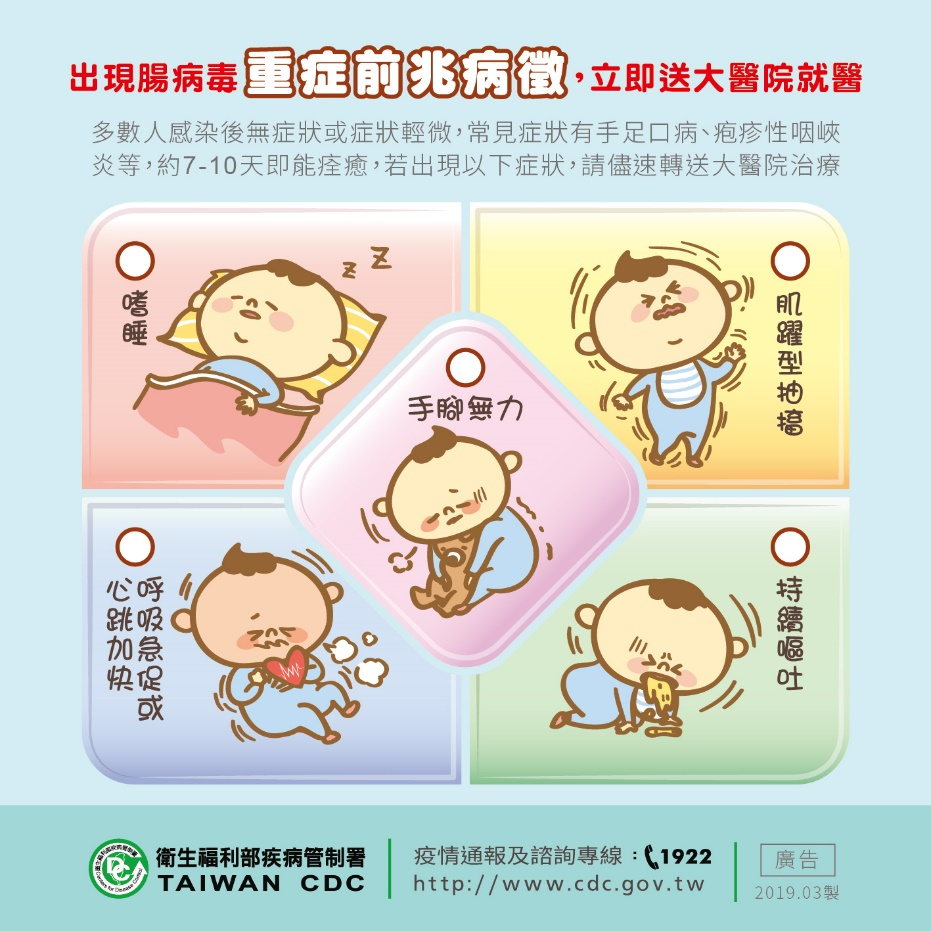 出現腸病毒重症前兆病徵，立即送大醫院就醫
多數人感染後無症狀或症狀輕微，常見症狀有手足口病、疱疹性咽峽
炎等，約7-10天即能痊癒，若出現以下症狀，請儘速轉送大醫院治療
嗜睡
z Z
肌躍型抽搐
手腳無力
呼吸急促或
心跳加快
持續嘔吐
衛生福利部疾病管制署
TAIWAN CDC
疫情通報及諮詢專線：1922
http://www.cdc.gov.tw
廣告
2019.03製